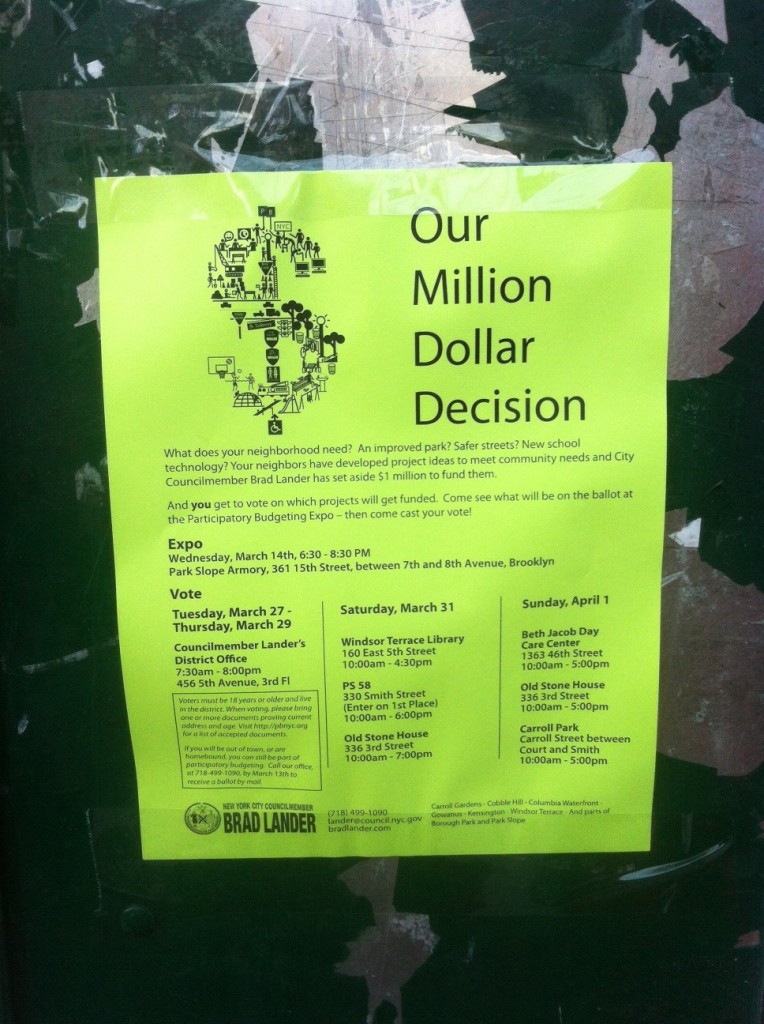 NYC
Our
Million
Dollar
Decision
What does your neighborhood need? An improved park? Safer streets? New school
technology? Your neighbors have developed project ideas to meet community needs and City
Councilmember Brad Lander has set aside $1 million to fund them.
And you get to vote on which projects will get funded. Come see what will be on the ballot at
the Participatory Budgeting Expo – then come cast your vote!
Expo
Wednesday, March 14th, 6:30 - 8:30 PM
Park Slope Armory, 361 15th Street, between 7th and 8th Avenue, Brooklyn
Vote
Tuesday, March 27 -
Thursday, March 29
Councilmember Lander's
District Office
7:30am - 8:00pm
456 5th Avenue, 3rd Fl
Voters must be 18 years or older and live
in the district. When voting, please bring
one or more documents proving current
address and age. Visit http://pbnyc.org
for a list of accepted documents.
If you will be out of town, or are
homebound, you can still be part of
participatory budgeting. Call our office,
at 718-499-1090, by March 13th to
receive a ballot by mail.
Saturday, March 31
Windsor Terrace Library
160 East 5th Street
10:00am - 4:30pm
PS 58
330 Smith Street
(Enter on 1st Place)
10:00am - 6:00pm
Old Stone House
336 3rd Street
10:00am - 7:00pm
Sunday, April 1
Beth Jacob Day
Care Center
1363 46th Street
10:00am - 5:00pm
Old Stone House
336 3rd Street
10:00am - 5:00pm
Carroll Park
Carroll Street between
Court and Smith
10:00am - 5:00pm
NEW YORK CITY COUNCILMEMBER
BRAD LANDER
(718) 499-1090
lander@council.nyc.gov
bradlander.com
Carroll Gardens - Cobble Hill - Columbia Waterfront -
Gowanus - Kensington - Windsor Terrace - And parts of
Borough Park and Park Slope